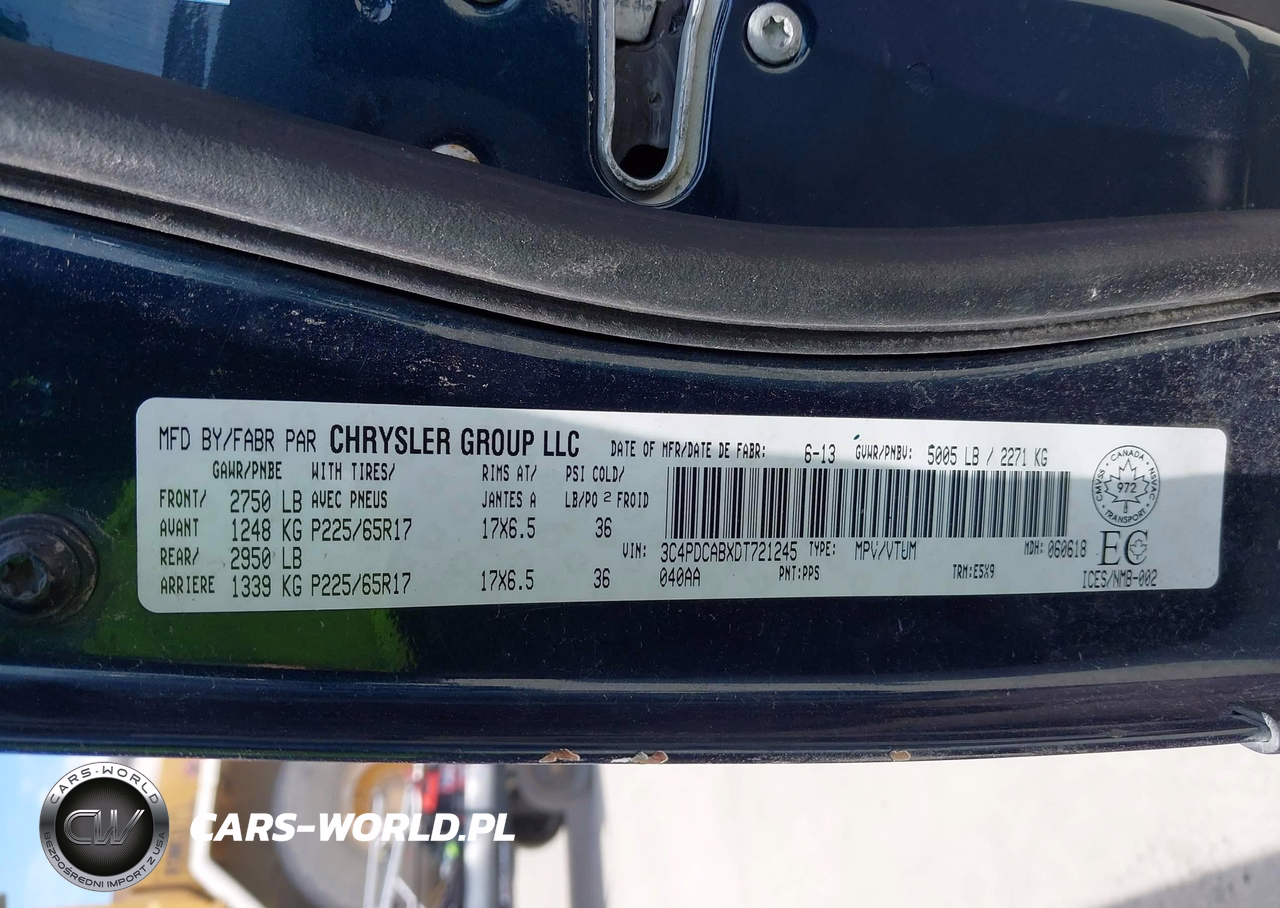 MFD BY/FABR PAR CHRYSLER GROUP LLC DATE OF MFR/DATE DE FABR: 6-13 GVWR/PNBV: 5005 LB / 2271 KG
GAWR/PNBE WITH TIRES/ RIMS AT/ PSI COLD/
FRONT/ 2750 LB AVEC PNEUS JANTES A LB/PO 2 FROID
AVANT 1248 KG P225/65R17 17X6.5 36
REAR/ 2950 LB
ARRIERE 1339 KG P225/65R17 17X6.5 36
VIN: 3C4PDCABXDT721245 TYPE: MPV/VTUM MDH: 060618
040AA PNT:PPS TRM:E5X9
CMVSS · CANADA · NSVAC
972
TRANSPORT
EC
ICES/NMB-002
CARS-WORLD
CW
BEZPOŚREDNI IMPORT Z USA
CARS-WORLD.PL